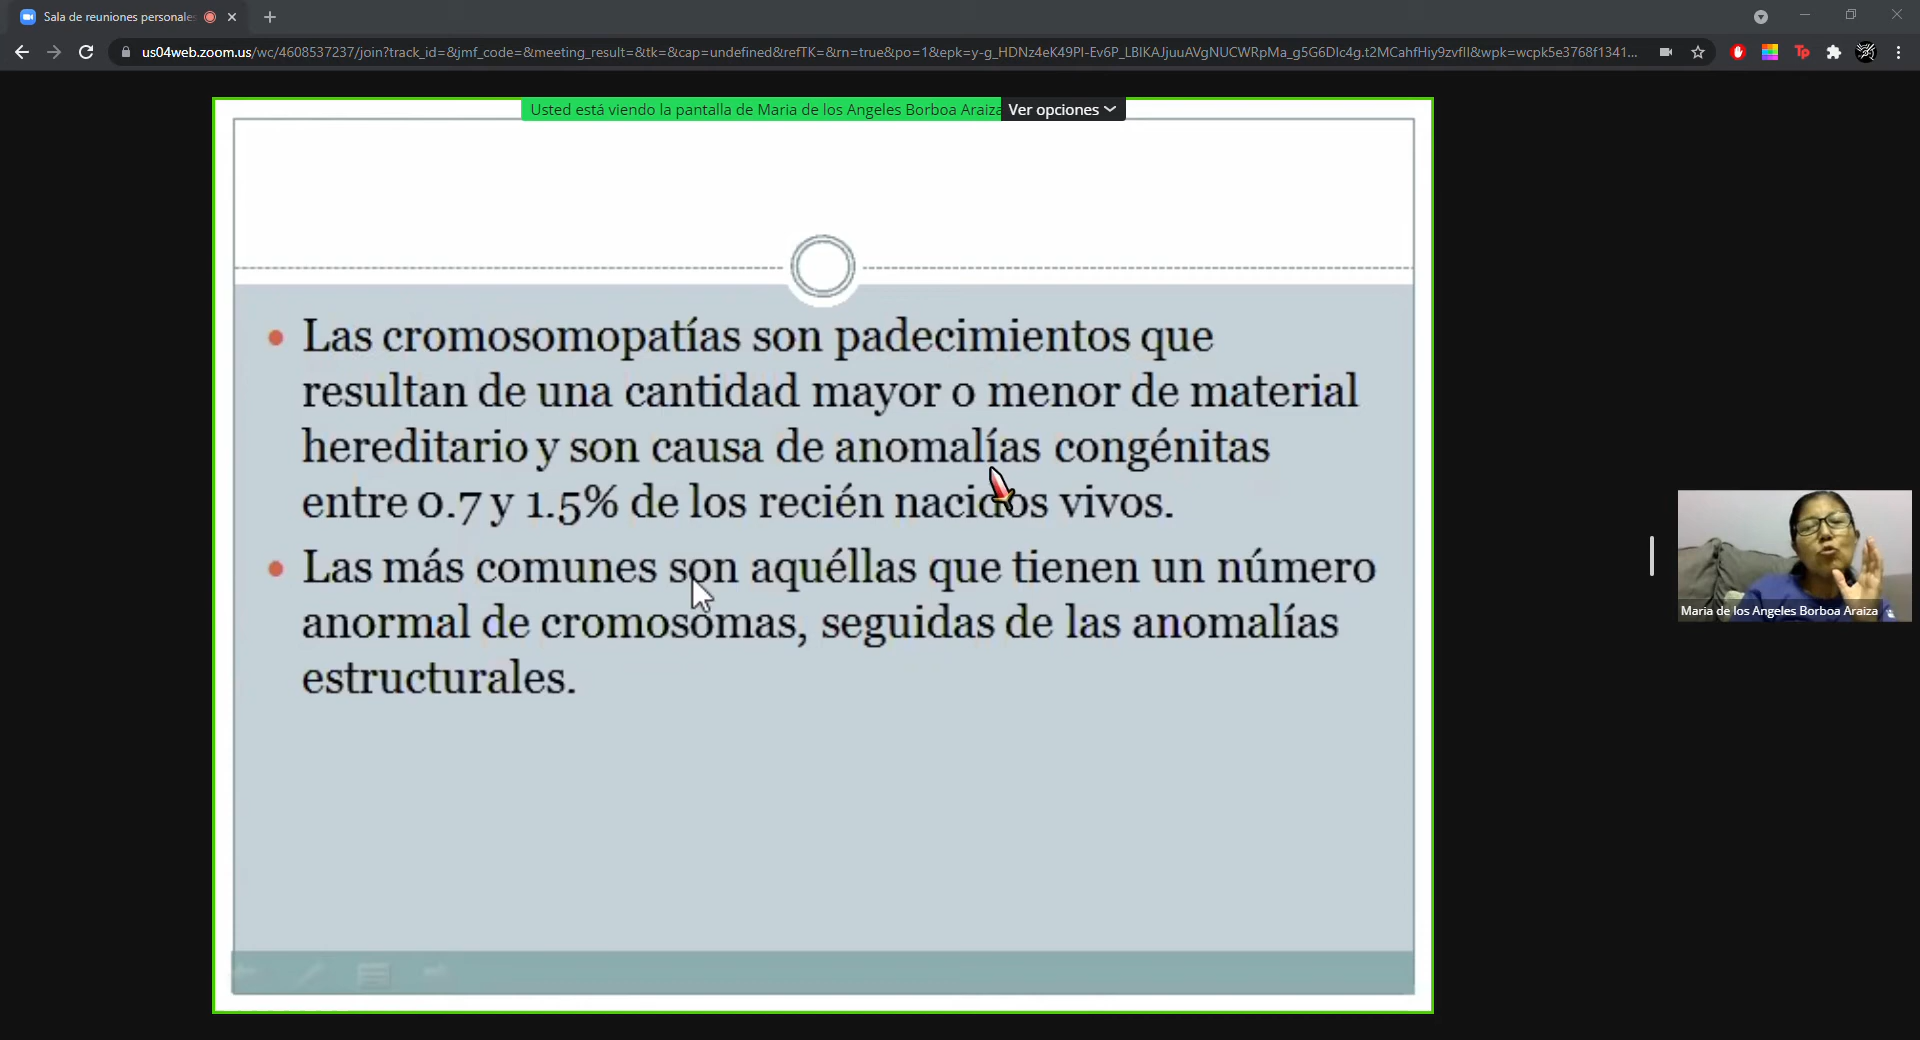 Sala de reuniones personales
us04web.zoom.us/wc/4608537237/join?track_id=&jmf_code=&meeting_result=&tk=&cap=undefined&refTK=&rn=true&po=1&epk=y-g_HDNz4eK49PI-Ev6P_LBlKAJjuuAVgNUCWRpMa_g5G6Dlc4g.t2MCahfHiy9zvfII&wpk=wcpk5e3768f1341...
Tp
Usted está viendo la pantalla de Maria de los Angeles Borboa Araiza Ver opciones
• Las cromosomopatías son padecimientos que
resultan de una cantidad mayor o menor de material
hereditario y son causa de anomalías congénitas
entre 0.7 y 1.5% de los recién nacidos vivos.
• Las más comunes son aquéllas que tienen un número
anormal de cromosomas, seguidas de las anomalías
estructurales.
Maria de los Angeles Borboa Araiza